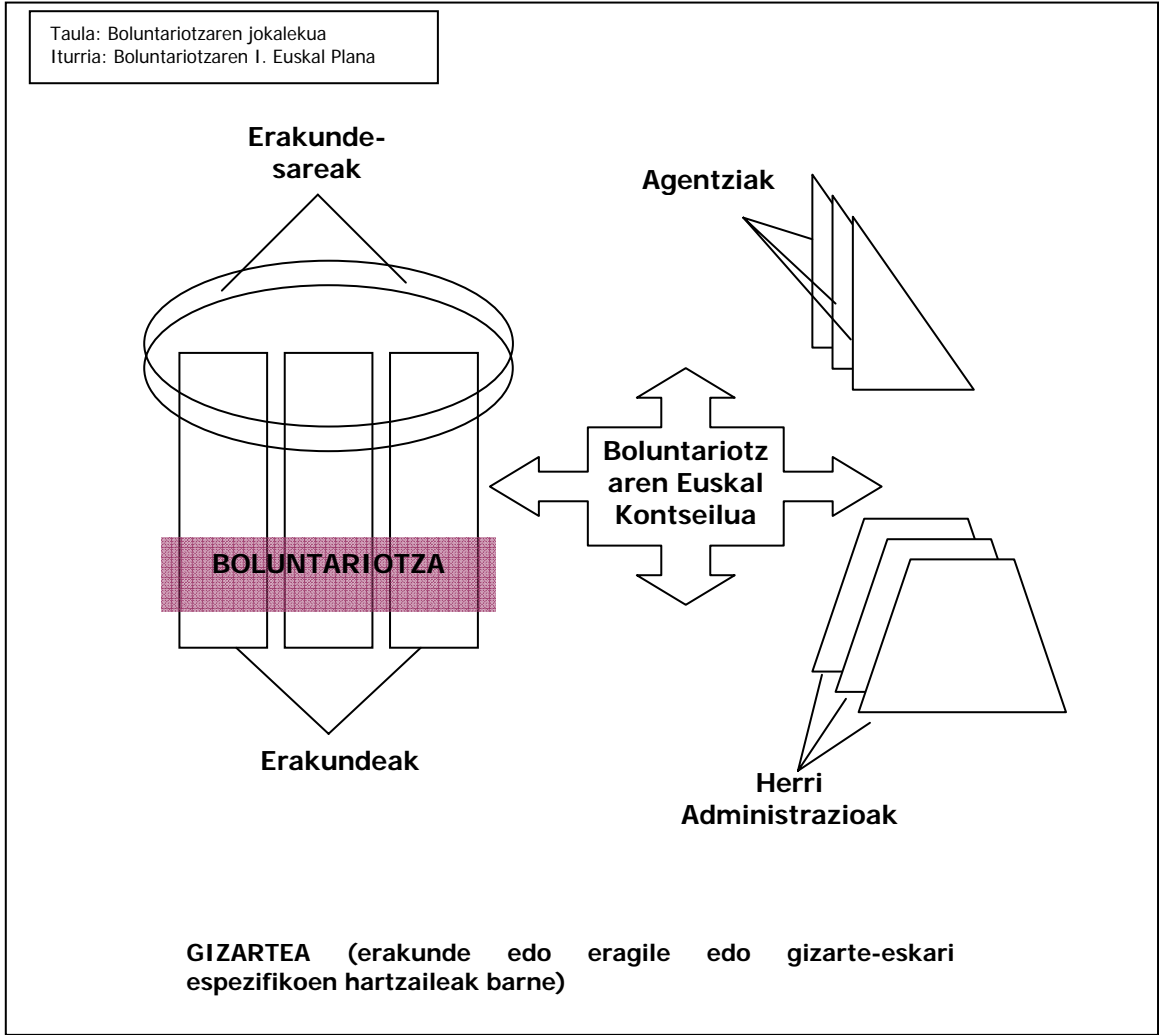 Taula: Boluntariotzaren jokalekua
Iturria: Boluntariotzaren I. Euskal Plana
Erakunde-
sareak
Agentziak
Boluntariotz
aren Euskal
Kontseilua
BOLUNTARIOTZA
Erakundeak
Herri
Administrazioak
GIZARTEA (erakunde edo eragile edo gizarte-eskari
espezifikoen hartzaileak barne)